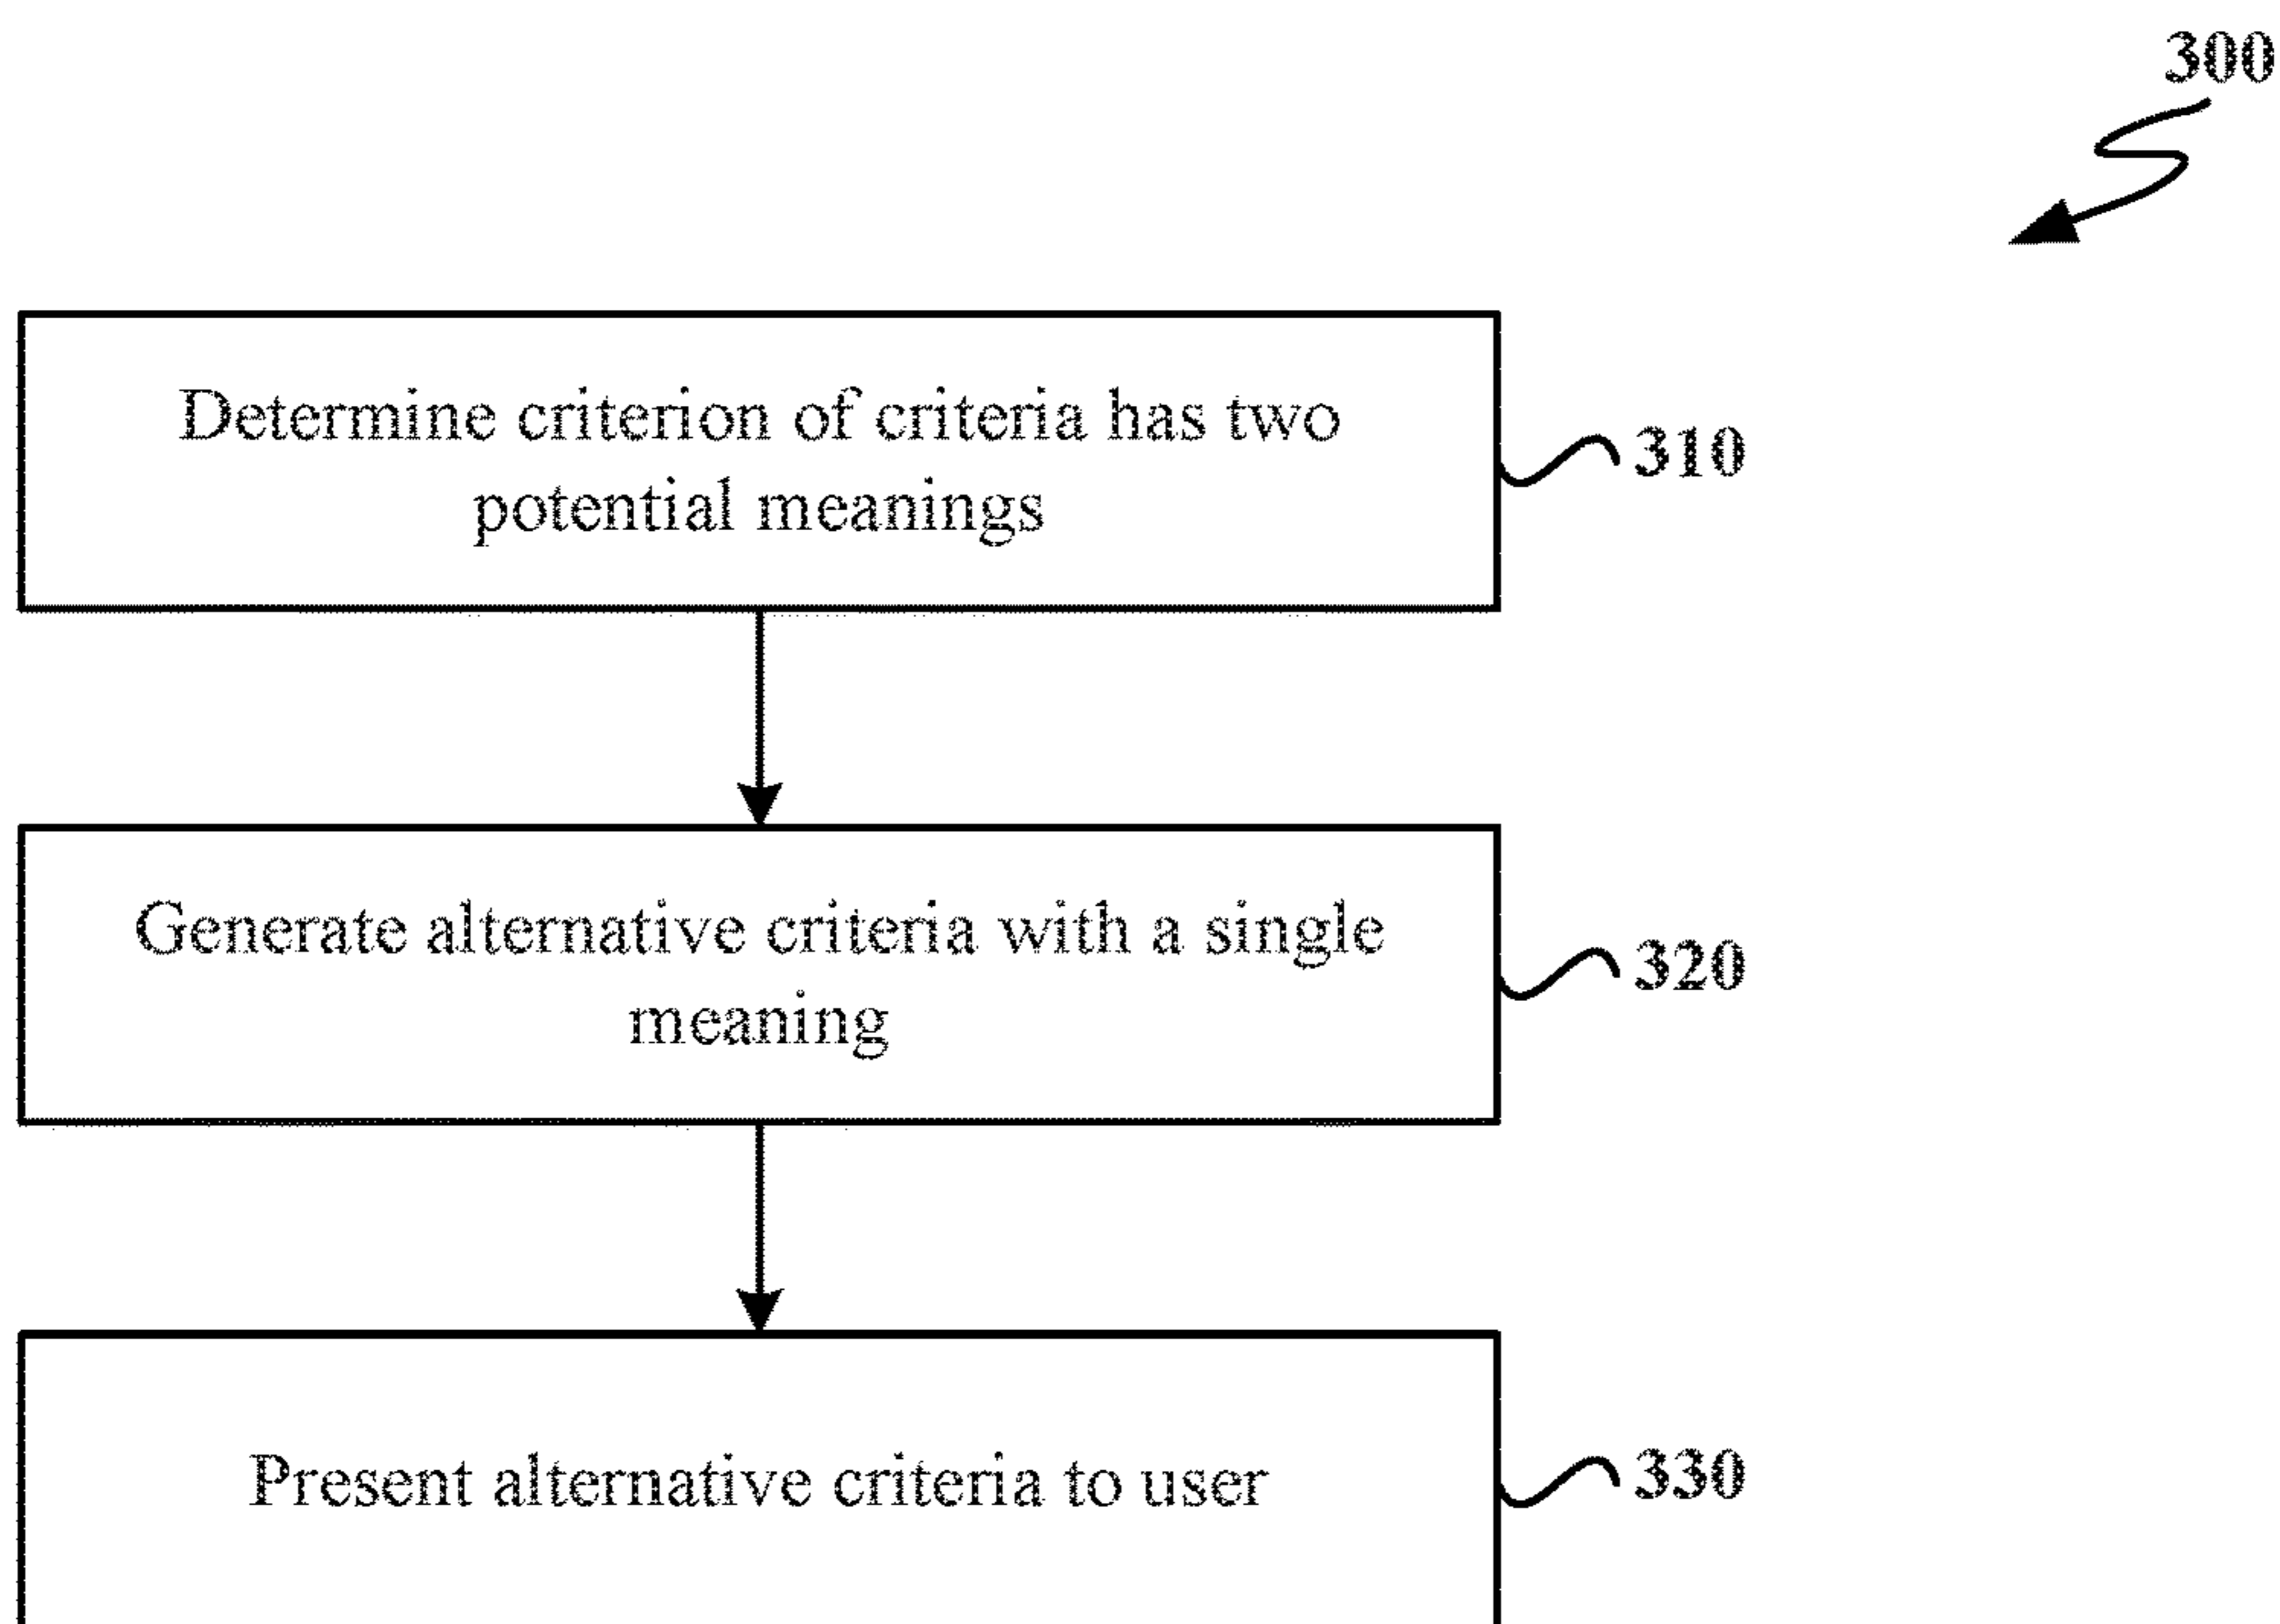 300
Determine criterion of criteria has two
potential meanings
310
Generate alternative criteria with a single
meaning
320
Present alternative criteria to user
330